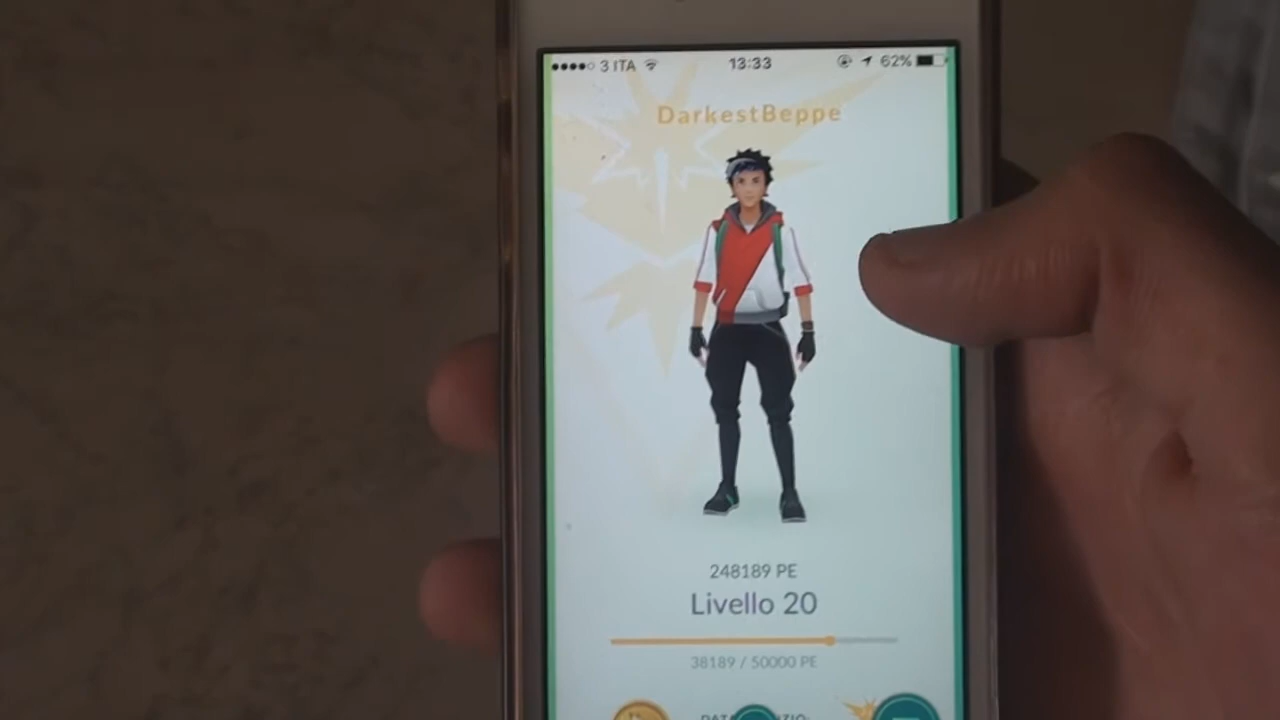 3 ITA 13:33 62%
DarkestBeppe
248189 PE
Livello 20
38189 / 50000 PE